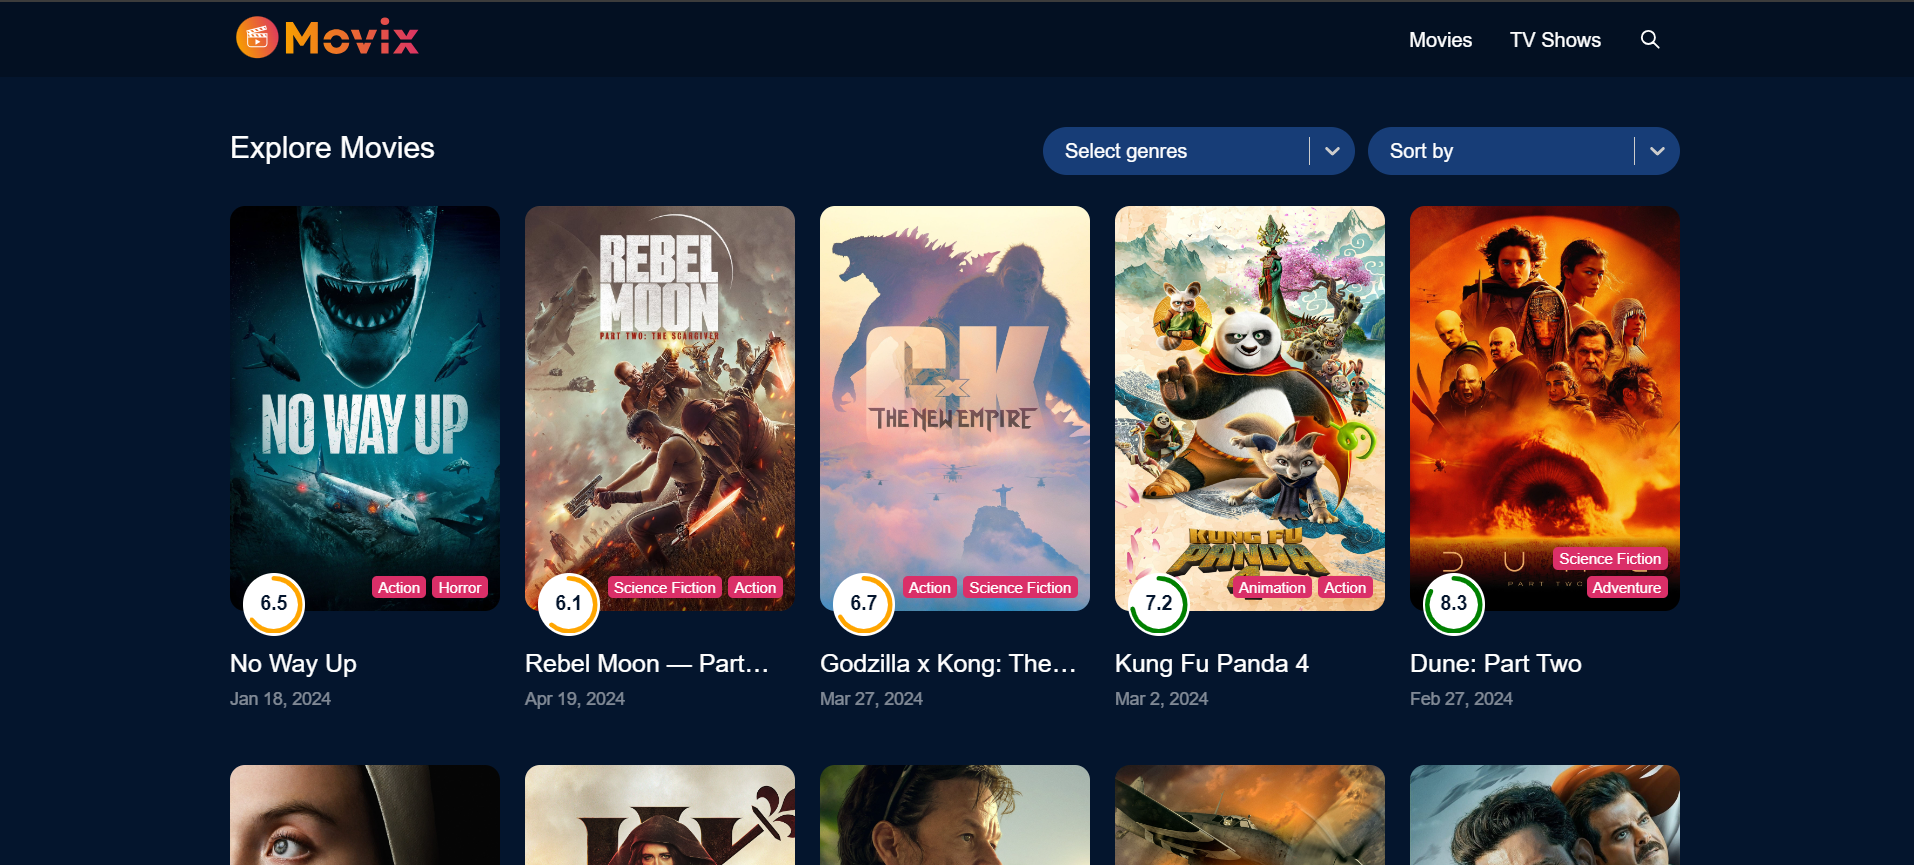 Movix
Movies
TV Shows
Explore Movies
Select genres
Sort by
NO WAY UP
Action
Horror
6.5
No Way Up
Jan 18, 2024
REBEL
MOON
PART TWO: THE SCARGIVER
Science Fiction
Action
6.1
Rebel Moon — Part...
Apr 19, 2024
GXK
THE NEW EMPIRE
Action
Science Fiction
6.7
Godzilla x Kong: The...
Mar 27, 2024
KUNG FU
PANDA
Animation
Action
7.2
Kung Fu Panda 4
Mar 2, 2024
DU
PART TWO
Science Fiction
Adventure
8.3
Dune: Part Two
Feb 27, 2024